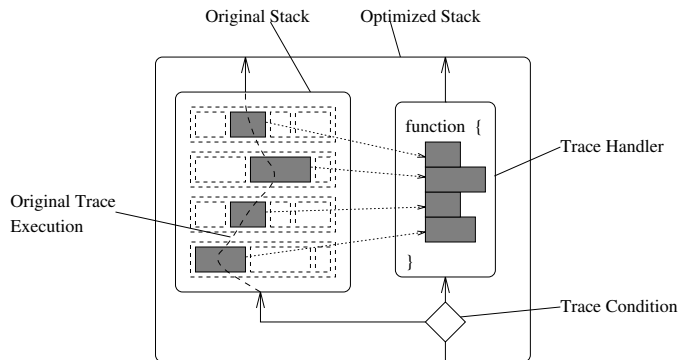 Original Stack
Optimized Stack
function {
Trace Handler
Original Trace
Execution
}
Trace Condition